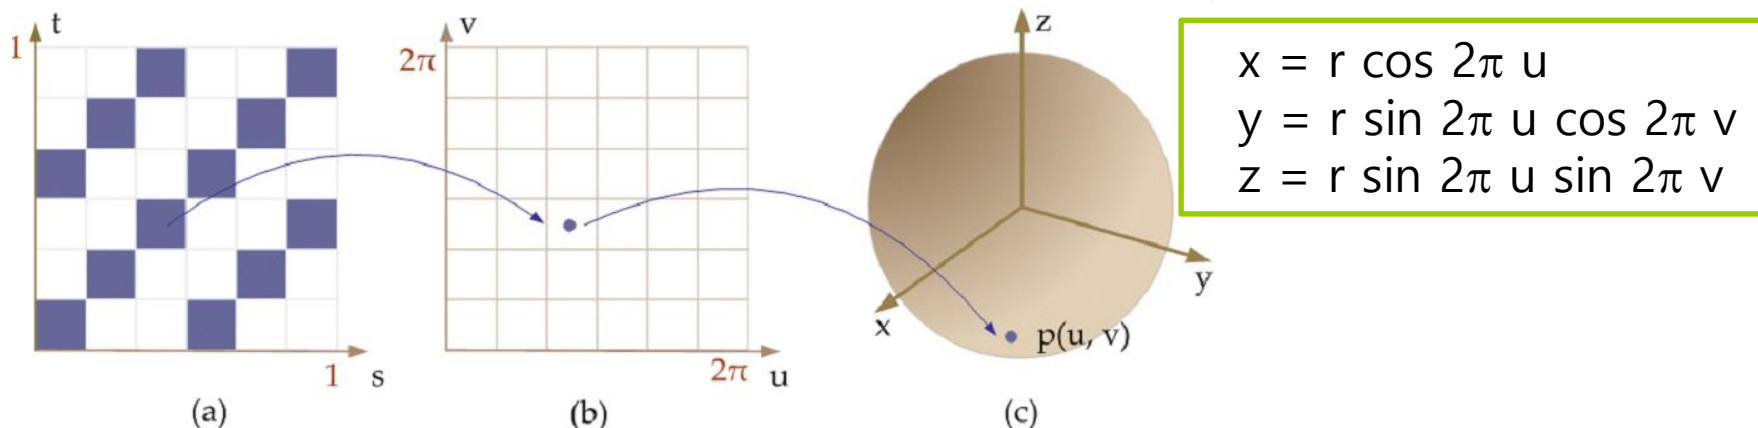 t
1
1
s
(a)
v
2π
2π
u
(b)
z
y
x
p(u, v)
(c)
x = r cos 2π u
y = r sin 2π u cos 2π v
z = r sin 2π u sin 2π v